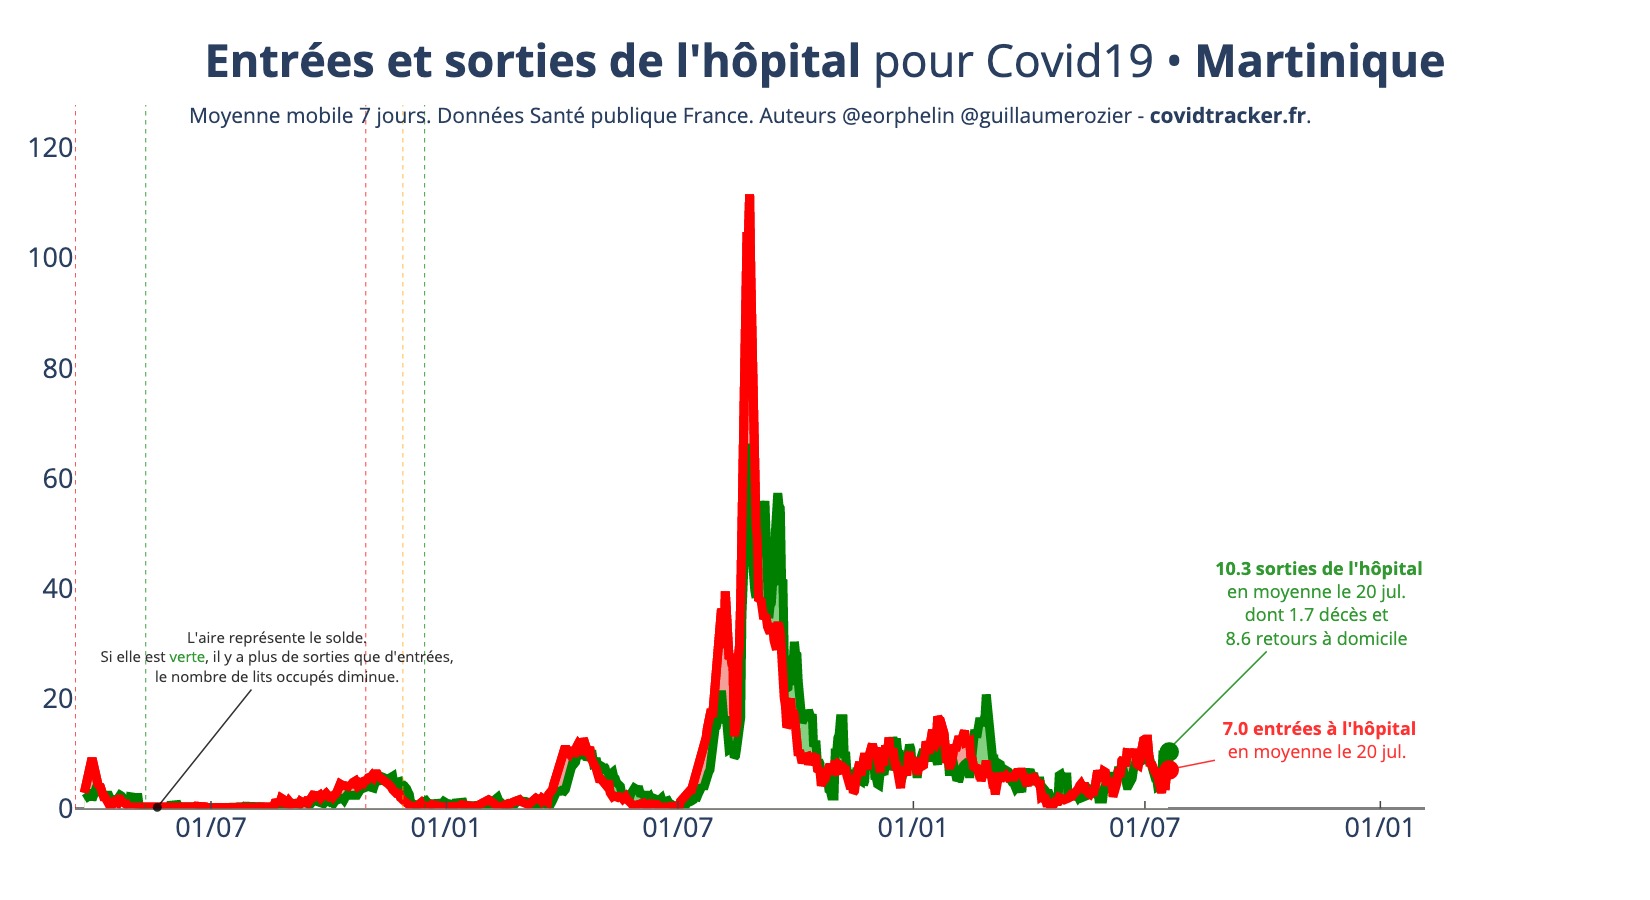 Entrées et sorties de l'hôpital pour Covid19 • Martinique
Moyenne mobile 7 jours. Données Santé publique France. Auteurs @eorphelin @guillaumerozier - covidtracker.fr.
120
100
80
60
40
20
0
L'aire représente le solde.
Si elle est verte, il y a plus de sorties que d'entrées,
le nombre de lits occupés diminue.
10.3 sorties de l'hôpital
en moyenne le 20 jul.
dont 1.7 décès et
8.6 retours à domicile
7.0 entrées à l'hôpital
en moyenne le 20 jul.
01/07 01/01 01/07 01/01 01/07 01/01